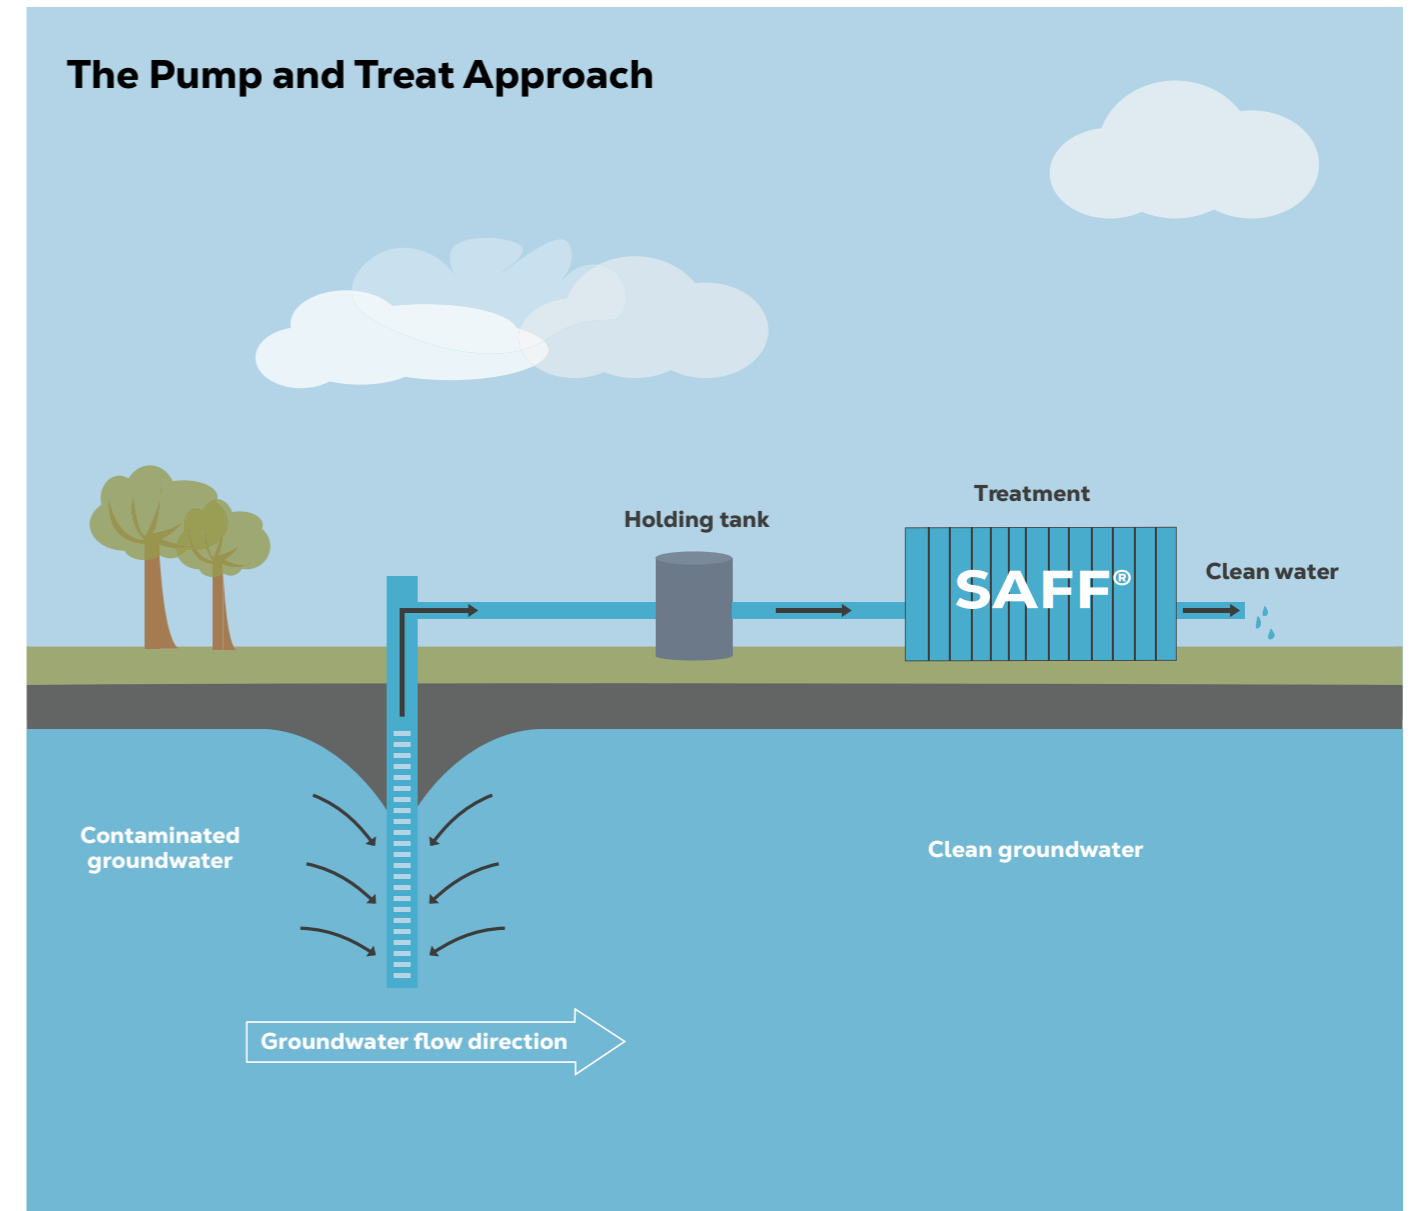 The Pump and Treat Approach
Treatment
Holding tank
SAFF®
Clean water
Contaminated
groundwater
Clean groundwater
Groundwater flow direction